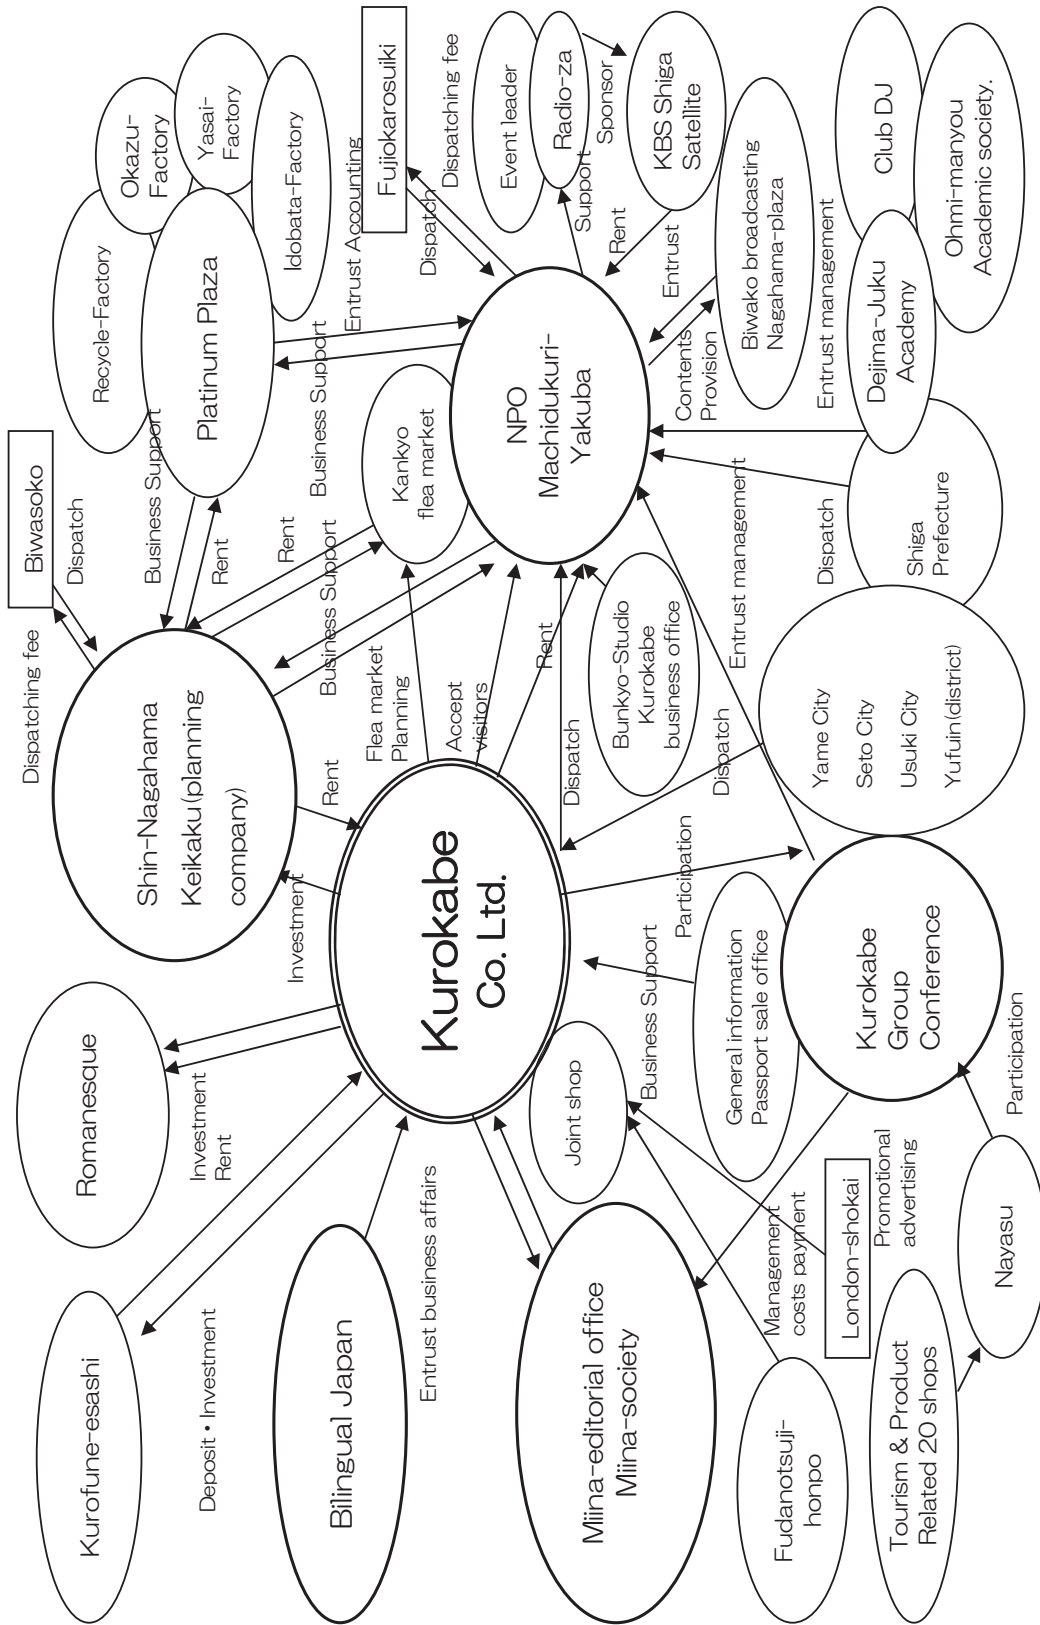 Kurofune-esashi
Romanesque
Dispatching fee
Biwasoko
Dispatch
Recycle-Factory
Okazu-
Factory
Yasai-
Factory
Idobata-Factory
Platinum Plaza
Shin-Nagahama
Keikaku(planning
company)
Business Support
Rent
Deposit・Investment
Investment
Rent
Investment
Rent
Rent
Business Support
Business Support
Entrust Accounting
Fujiokarosuiki
Dispatch
Dispatching fee
Bilingual Japan
Entrust business affairs
Kurokabe
Co. Ltd.
Flea market
Planning
Accept
visitors
Kankyo
flea market
NPO
Machidukuri-
Yakuba
Event leader
Radio-za
Sponsor
Support
Rent
KBS Shiga
Satellite
Entrust
Contents
Provision
Biwako broadcasting
Nagahama-plaza
Rent
Dispatch
Bunkyo-Studio
Kurokabe
business office
Miina-editorial office
Miina-society
Joint shop
Business Support
Participation
Dispatch
Entrust management
Dispatch
Entrust management
General information
Passport sale office
Management
costs payment
Fudanotsuji-
honpo
London-shokai
Promotional
advertising
Kurokabe
Group
Conference
Yame City
Seto City
Usuki City
Yufuin(district)
Shiga
Prefecture
Dejima-Juku
Academy
Club DJ
Ohmi-manyou
Academic society.
Tourism & Product
Related 20 shops
Nayasu
Participation